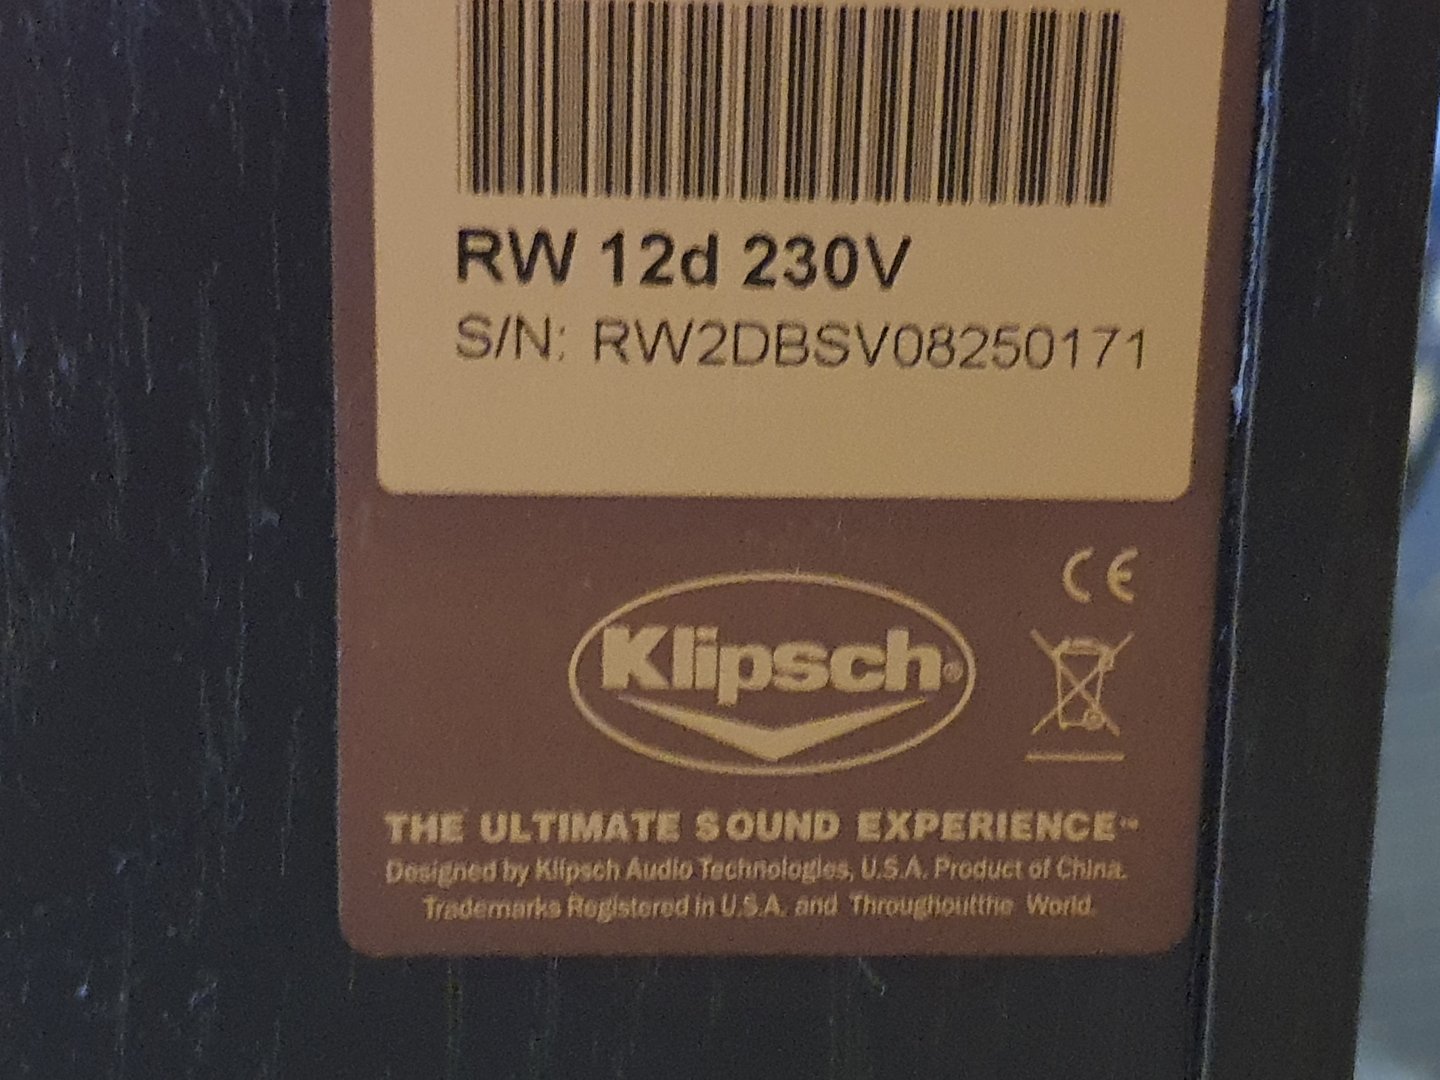 RW 12d 230V
S/N: RW2DBSV08250171
CE
Klipsch®
THE ULTIMATE SOUND EXPERIENCE™
Designed by Klipsch Audio Technologies, U.S.A. Product of China.
Trademarks Registered in U.S.A. and Throughoutthe World.